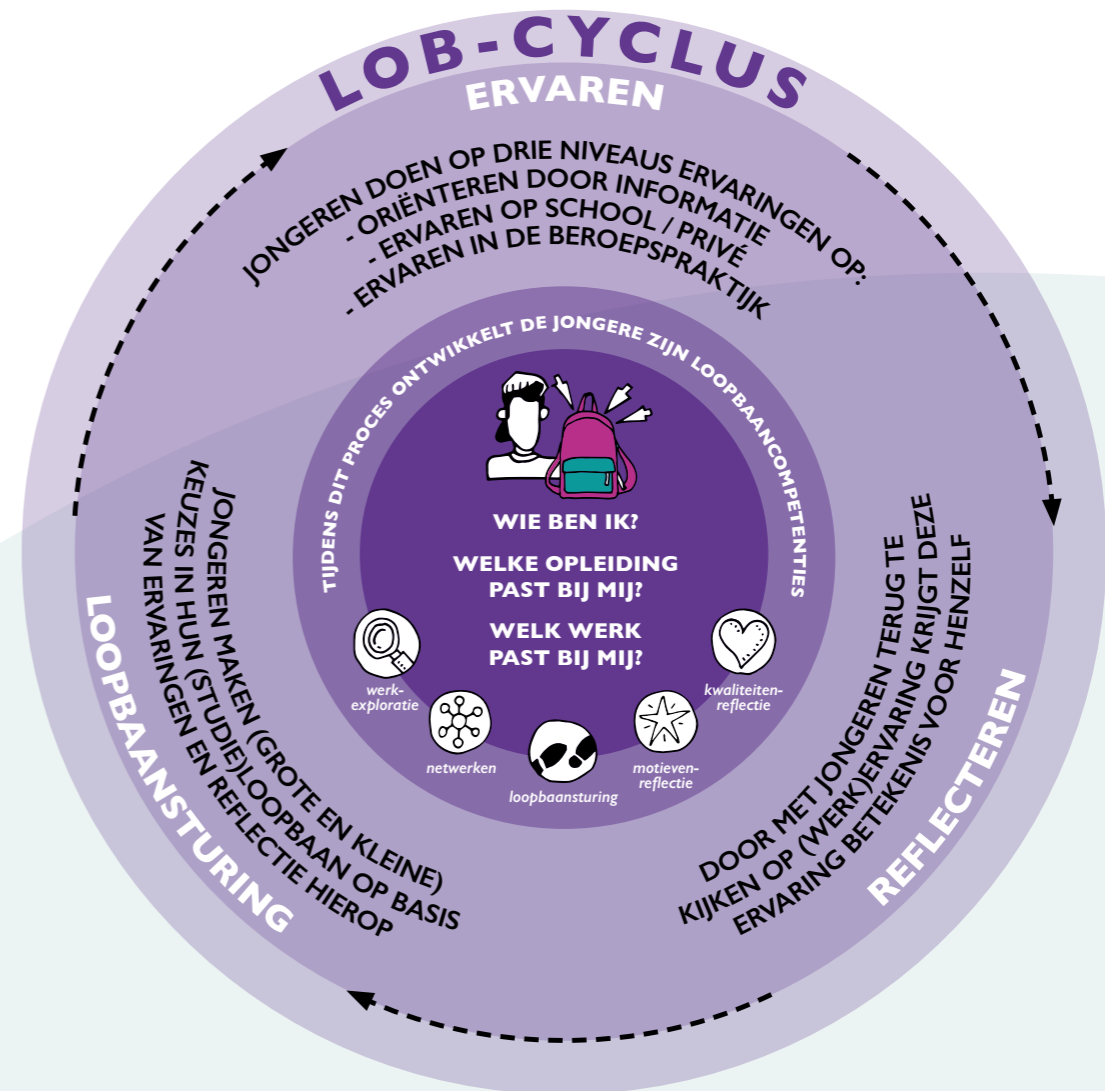 LOB-CYCLUS
ERVAREN
JONGEREN DOEN OP DRIE NIVEAUS ERVARINGEN OP:
- ORIËNTEREN DOOR INFORMATIE
- ERVAREN OP SCHOOL / PRIVÉ
- ERVAREN IN DE BEROEPSPRAKTIJK
TIJDENS DIT PROCES ONTWIKKELT DE JONGERE ZIJN LOOPBAANCOMPETENTIES
WIE BEN IK?
WELKE OPLEIDING
PAST BIJ MIJ?
WELK WERK
PAST BIJ MIJ?
werk-
exploratie
netwerken
loopbaansturing
motieven-
reflectie
kwaliteiten-
reflectie
DOOR MET JONGEREN TERUG TE
KIJKEN OP (WERK)ERVARING KRIJGT DEZE
ERVARING BETEKENIS VOOR HENZELF
REFLECTEREN
JONGEREN MAKEN (GROTE EN KLEINE)
KEUZES IN HUN (STUDIE)LOOPBAAN OP BASIS
VAN ERVARINGEN EN REFLECTIE HIEROP
LOOPBAANSTURING